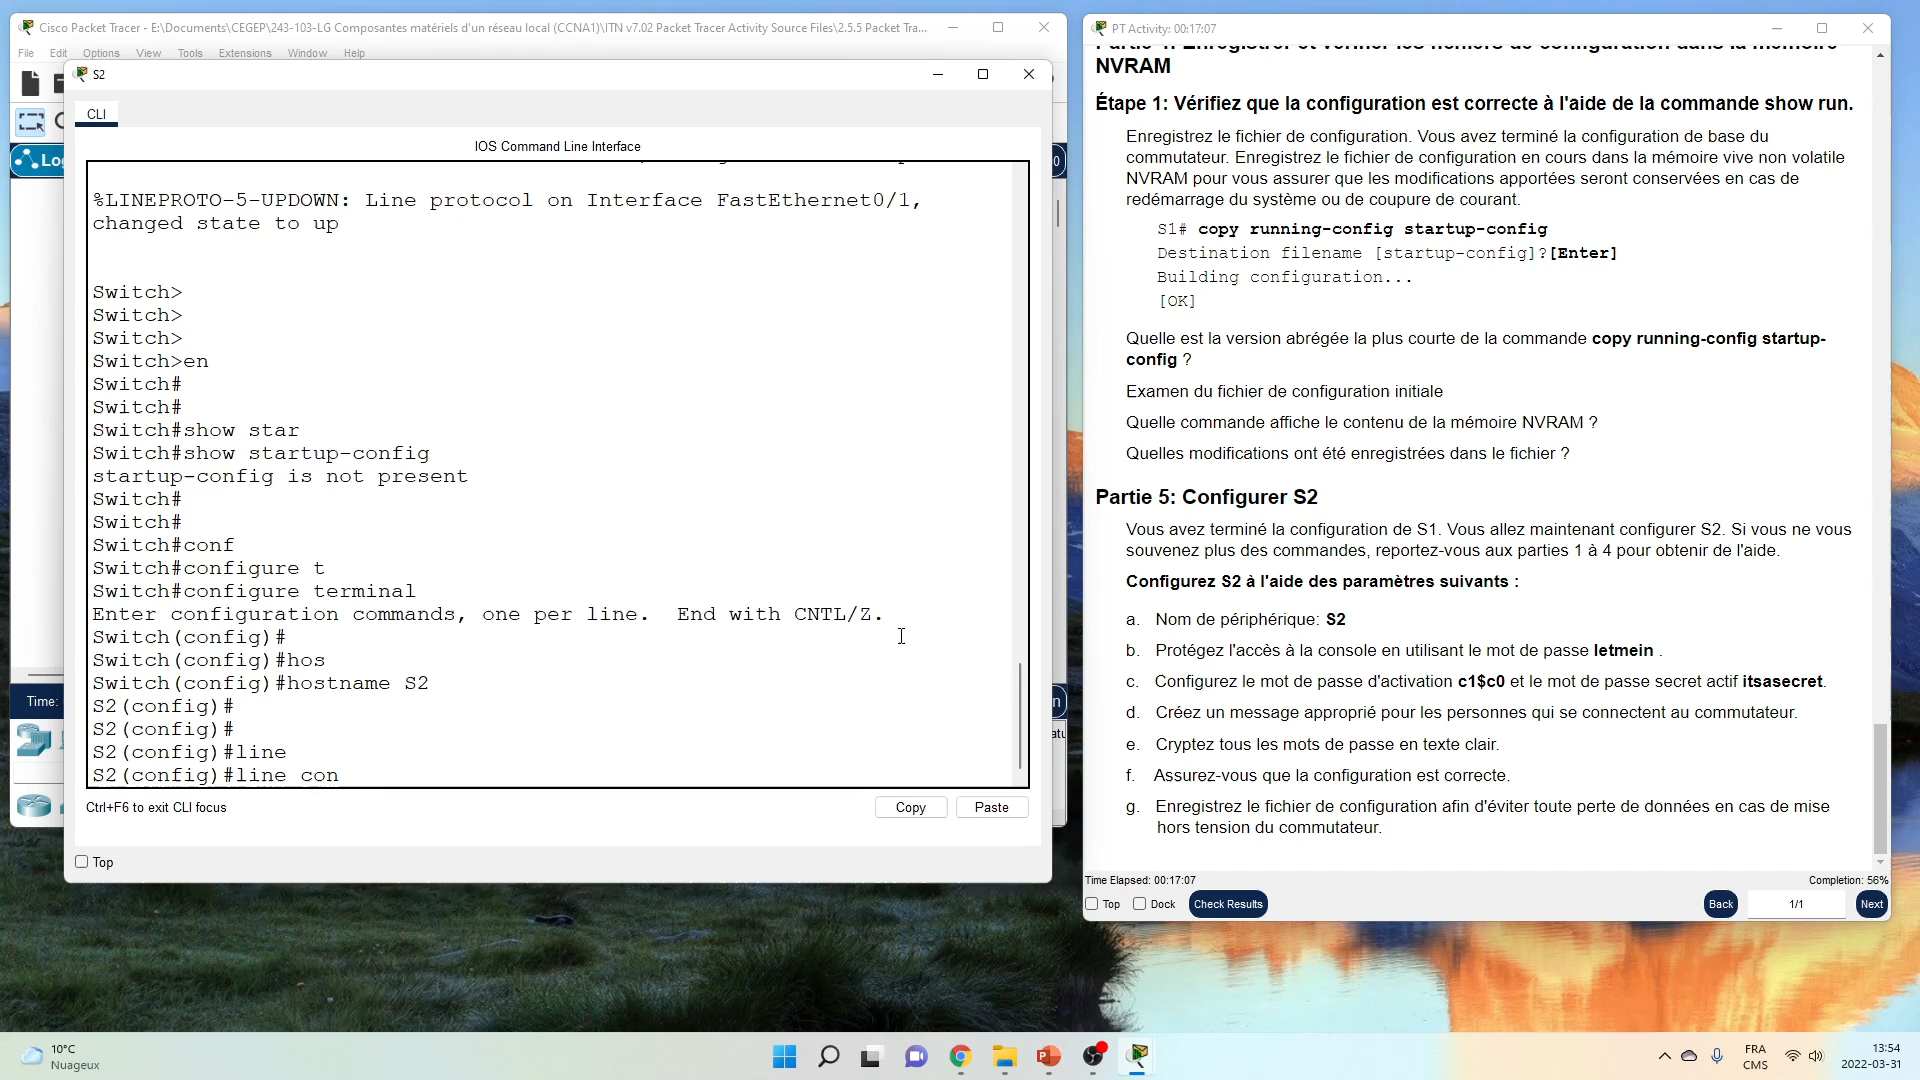 Cisco Packet Tracer - E:\Documents\CEGEP\243-103-LG Composantes matériels d'un réseau local (CCNA1)\ITN v7.02 Packet Tracer Activity Source Files\2.5.5 Packet Tra...
File Edit Options View Tools Extensions Window Help
S2
CLI
IOS Command Line Interface
%LINEPROTO-5-UPDOWN: Line protocol on Interface FastEthernet0/1,
changed state to up
Switch>
Switch>
Switch>
Switch>en
Switch#
Switch#
Switch#show star
Switch#show startup-config
startup-config is not present
Switch#
Switch#
Switch#conf
Switch#configure t
Switch#configure terminal
Enter configuration commands, one per line.  End with CNTL/Z.
Switch(config)#
Switch(config)#hos
Switch(config)#hostname S2
S2(config)#
S2(config)#
S2(config)#line
S2(config)#line con
Ctrl+F6 to exit CLI focus
Copy
Paste
Top
Time:
PT Activity: 00:17:07
NVRAM
Étape 1: Vérifiez que la configuration est correcte à l'aide de la commande show run.
Enregistrez le fichier de configuration. Vous avez terminé la configuration de base du
commutateur. Enregistrez le fichier de configuration en cours dans la mémoire vive non volatile
NVRAM pour vous assurer que les modifications apportées seront conservées en cas de
redémarrage du système ou de coupure de courant.
S1# copy running-config startup-config
Destination filename [startup-config]?[Enter]
Building configuration...
[OK]
Quelle est la version abrégée la plus courte de la commande copy running-config startup-
config ?
Examen du fichier de configuration initiale
Quelle commande affiche le contenu de la mémoire NVRAM ?
Quelles modifications ont été enregistrées dans le fichier ?
Partie 5: Configurer S2
Vous avez terminé la configuration de S1. Vous allez maintenant configurer S2. Si vous ne vous
souvenez plus des commandes, reportez-vous aux parties 1 à 4 pour obtenir de l'aide.
Configurez S2 à l'aide des paramètres suivants :
a. Nom de périphérique: S2
b. Protégez l'accès à la console en utilisant le mot de passe letmein .
c. Configurez le mot de passe d'activation c1$c0 et le mot de passe secret actif itsasecret.
d. Créez un message approprié pour les personnes qui se connectent au commutateur.
e. Cryptez tous les mots de passe en texte clair.
f. Assurez-vous que la configuration est correcte.
g. Enregistrez le fichier de configuration afin d'éviter toute perte de données en cas de mise
hors tension du commutateur.
Time Elapsed: 00:17:07
Completion: 56%
Top Dock Check Results
Back 1/1 Next
10°C
Nuageux
FRA
CMS
13:54
2022-03-31